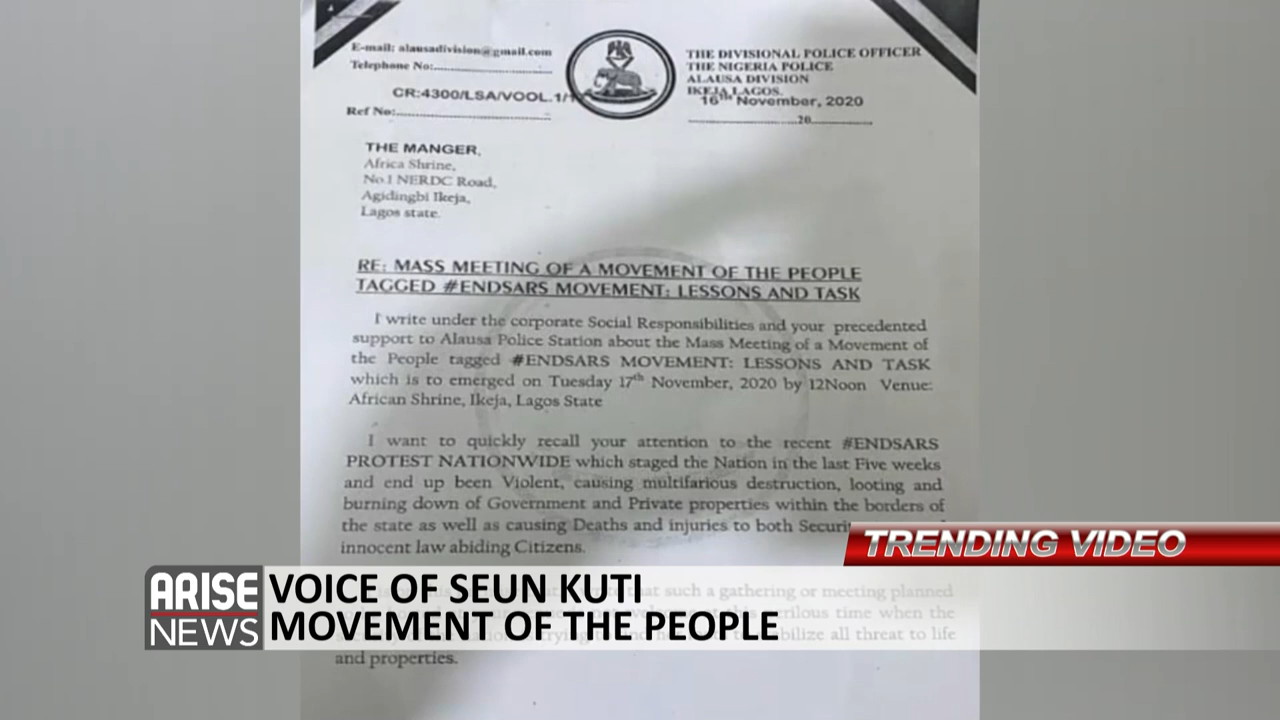 E-mail: alausadivision@gmail.com
Telephone No:
CR:4300/LSA/VOOL.1/
Ref No:
THE DIVISIONAL POLICE OFFICER
THE NIGERIA POLICE
ALAUSA DIVISION
IKEJA LAGOS.
16TH November, 2020
20
THE MANGER,
Africa Shrine,
No.1 NERDC Road,
Agidingbi Ikeja,
Lagos state.
RE: MASS MEETING OF A MOVEMENT OF THE PEOPLE
TAGGED #ENDSARS MOVEMENT: LESSONS AND TASK
I write under the corporate Social Responsibilities and your precedented
support to Alausa Police Station about the Mass Meeting of a Movement of
the People tagged #ENDSARS MOVEMENT: LESSONS AND TASK
which is to emerged on Tuesday 17th November, 2020 by 12Noon Venue:
African Shrine, Ikeja, Lagos State
I want to quickly recall your attention to the recent #ENDSARS
PROTEST NATIONWIDE which staged the Nation in the last Five weeks
and end up been Violent, causing multifarious destruction, looting and
burning down of Government and Private properties within the borders of
the state as well as causing Deaths and injuries to both
innocent law abiding Citizens.
that such a gathering or meeting planned
time when the
all threat to life
and properties.
TRENDING VIDEO
ARISE
NEWS
VOICE OF SEUN KUTI
MOVEMENT OF THE PEOPLE